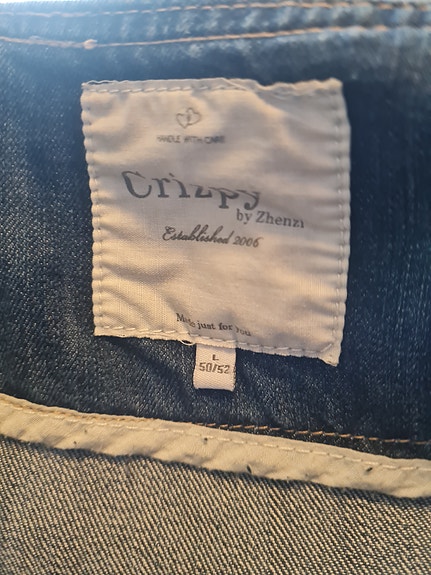 HANDLE WITH CARE
Crizpy
by Zhenzi
Established 2006
Made just for you
L
50/52